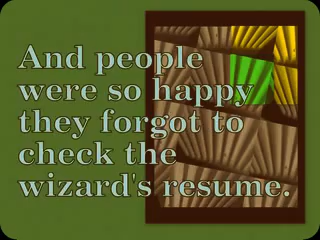 And people
were so happy
they forgot to
check the
wizard's resume.